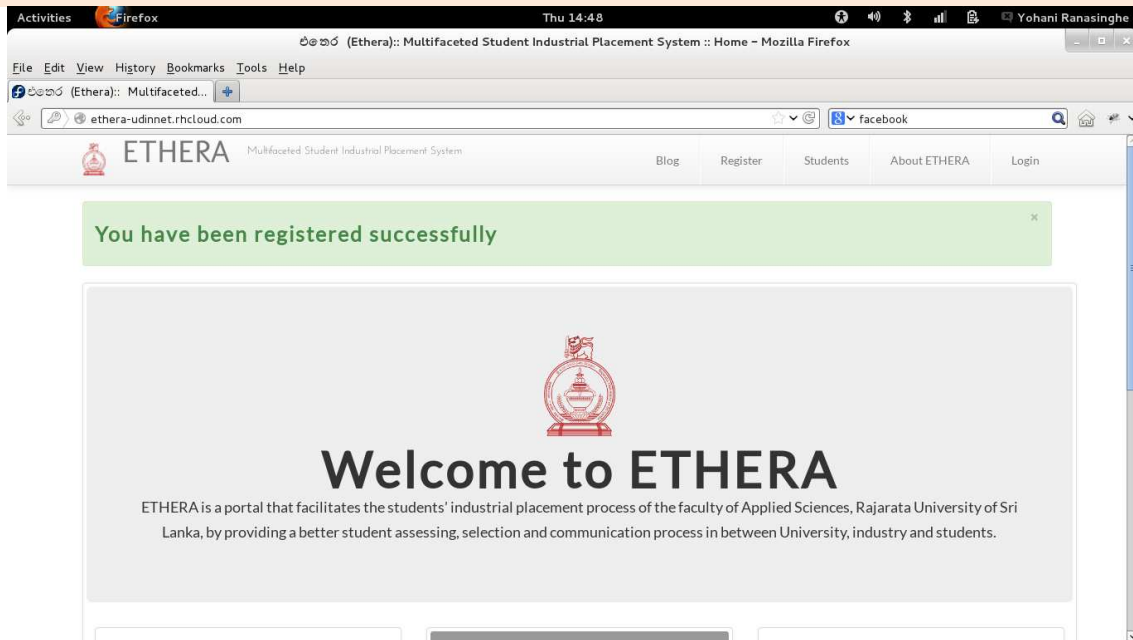 Activities Firefox Thu 14:48 Yohani Ranasinghe
එතෙර (Ethera):: Multifaceted Student Industrial Placement System :: Home - Mozilla Firefox
File Edit View History Bookmarks Tools Help
එතෙර (Ethera):: Multifaceted...
ethera-udinnet.rhcloud.com facebook
ETHERA Multifaceted Student Industrial Placement System Blog Register Students About ETHERA Login
You have been registered successfully
Welcome to ETHERA
ETHERA is a portal that facilitates the students' industrial placement process of the faculty of Applied Sciences, Rajarata University of Sri
Lanka, by providing a better student assessing, selection and communication process in between University, industry and students.